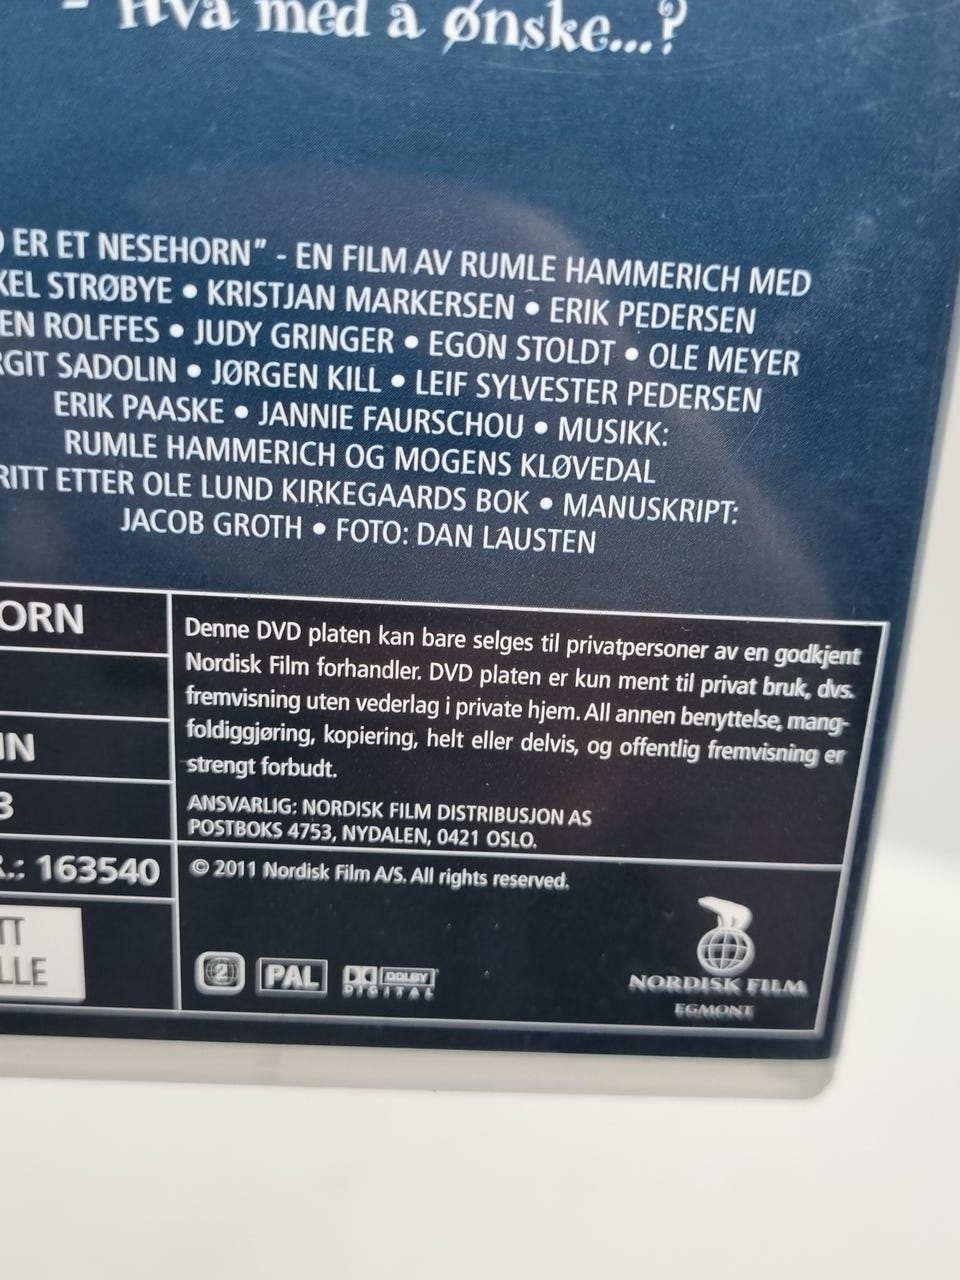 - Hva med å ønske...?
ER ET NESEHORN" - EN FILM AV RUMLE HAMMERICH MED
KEL STRØBYE • KRISTJAN MARKERSEN • ERIK PEDERSEN
EN ROLFFES • JUDY GRINGER • EGON STOLDT • OLE MEYER
RGIT SADOLIN • JØRGEN KILL • LEIF SYLVESTER PEDERSEN
ERIK PAASKE • JANNIE FAURSCHOU • MUSIKK:
RUMLE HAMMERICH OG MOGENS KLØVEDAL
RITT ETTER OLE LUND KIRKEGAARDS BOK • MANUSKRIPT:
JACOB GROTH • FOTO: DAN LAUSTEN
ORN
IN
3
R.: 163540
TT
LLE
Denne DVD platen kan bare selges til privatpersoner av en godkjent
Nordisk Film forhandler. DVD platen er kun ment til privat bruk, dvs.
fremvisning uten vederlag i private hjem. All annen benyttelse, mang-
foldiggjøring, kopiering, helt eller delvis, og offentlig fremvisning er
strengt forbudt.
ANSVARLIG: NORDISK FILM DISTRIBUSJON AS
POSTBOKS 4753, NYDALEN, 0421 OSLO.
© 2011 Nordisk Film A/S. All rights reserved.
2 PAL DOLBY
DIGITAL
NORDISK FILM
EGMONT